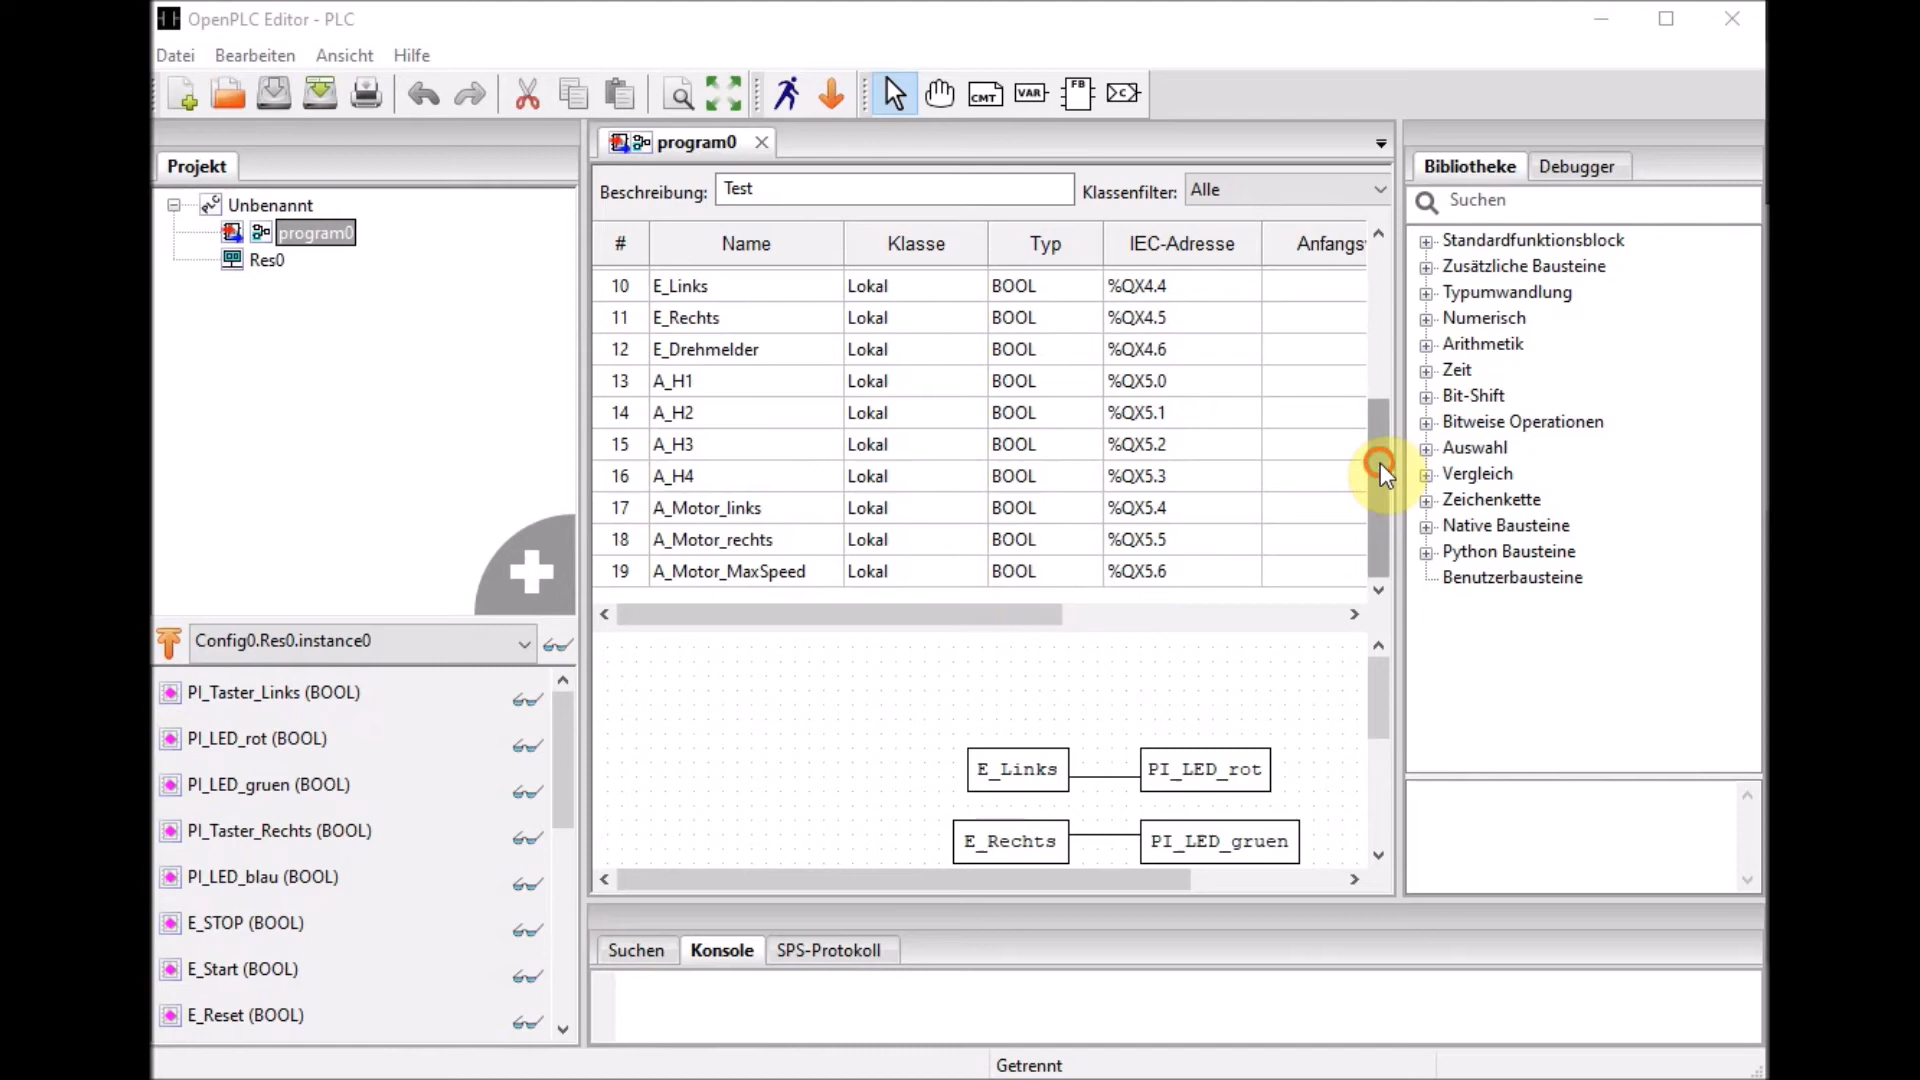 OpenPLC Editor - PLC
Datei Bearbeiten Ansicht Hilfe
CMT VAR FB C
Projekt
Unbenannt
program0
Res0
Config0.Res0.instance0
PI_Taster_Links (BOOL)
PI_LED_rot (BOOL)
PI_LED_gruen (BOOL)
PI_Taster_Rechts (BOOL)
PI_LED_blau (BOOL)
E_STOP (BOOL)
E_Start (BOOL)
E_Reset (BOOL)
program0
Beschreibung: Test Klassenfilter: Alle
# Name Klasse Typ IEC-Adresse Anfangsv
10 E_Links Lokal BOOL %QX4.4
11 E_Rechts Lokal BOOL %QX4.5
12 E_Drehmelder Lokal BOOL %QX4.6
13 A_H1 Lokal BOOL %QX5.0
14 A_H2 Lokal BOOL %QX5.1
15 A_H3 Lokal BOOL %QX5.2
16 A_H4 Lokal BOOL %QX5.3
17 A_Motor_links Lokal BOOL %QX5.4
18 A_Motor_rechts Lokal BOOL %QX5.5
19 A_Motor_MaxSpeed Lokal BOOL %QX5.6
E_Links PI_LED_rot
E_Rechts PI_LED_gruen
Suchen Konsole SPS-Protokoll
Bibliotheke Debugger
Suchen
Standardfunktionsblock
Zusätzliche Bausteine
Typumwandlung
Numerisch
Arithmetik
Zeit
Bit-Shift
Bitweise Operationen
Auswahl
Vergleich
Zeichenkette
Native Bausteine
Python Bausteine
Benutzerbausteine
Getrennt